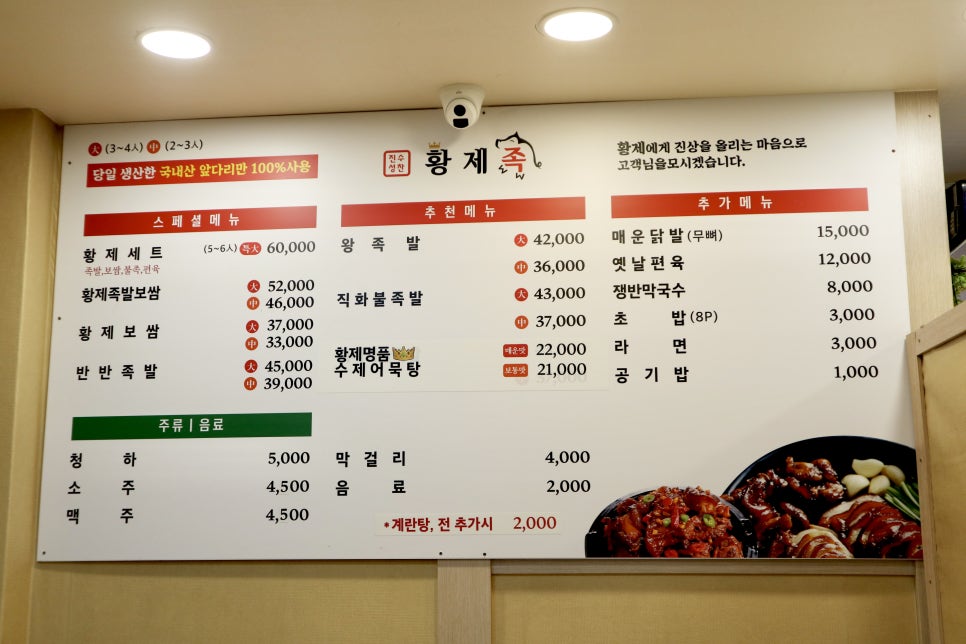 大 (3~4人) 中 (2~3人)
당일 생산한 국내산 앞다리만 100%사용
진수
성찬
황제족
황제에게 진상을 올리는 마음으로
고객님을모시겠습니다.
스페셜메뉴
황제세트 (5~6人) 特大 60,000
족발,보쌈,불족,편육
황제족발보쌈 大 52,000
中 46,000
황제보쌈 大 37,000
中 33,000
반반족발 大 45,000
中 39,000
추천메뉴
왕족발 大 42,000
中 36,000
직화불족발 大 43,000
中 37,000
황제명품
수제어묵탕 매운맛 22,000
보통맛 21,000
추가메뉴
매운닭발(무뼈) 15,000
옛날편육 12,000
쟁반막국수 8,000
초밥(8P) 3,000
라면 3,000
공기밥 1,000
주류 | 음료
청하 5,000
소주 4,500
맥주 4,500
막걸리 4,000
음료 2,000
*계란탕, 전 추가시 2,000